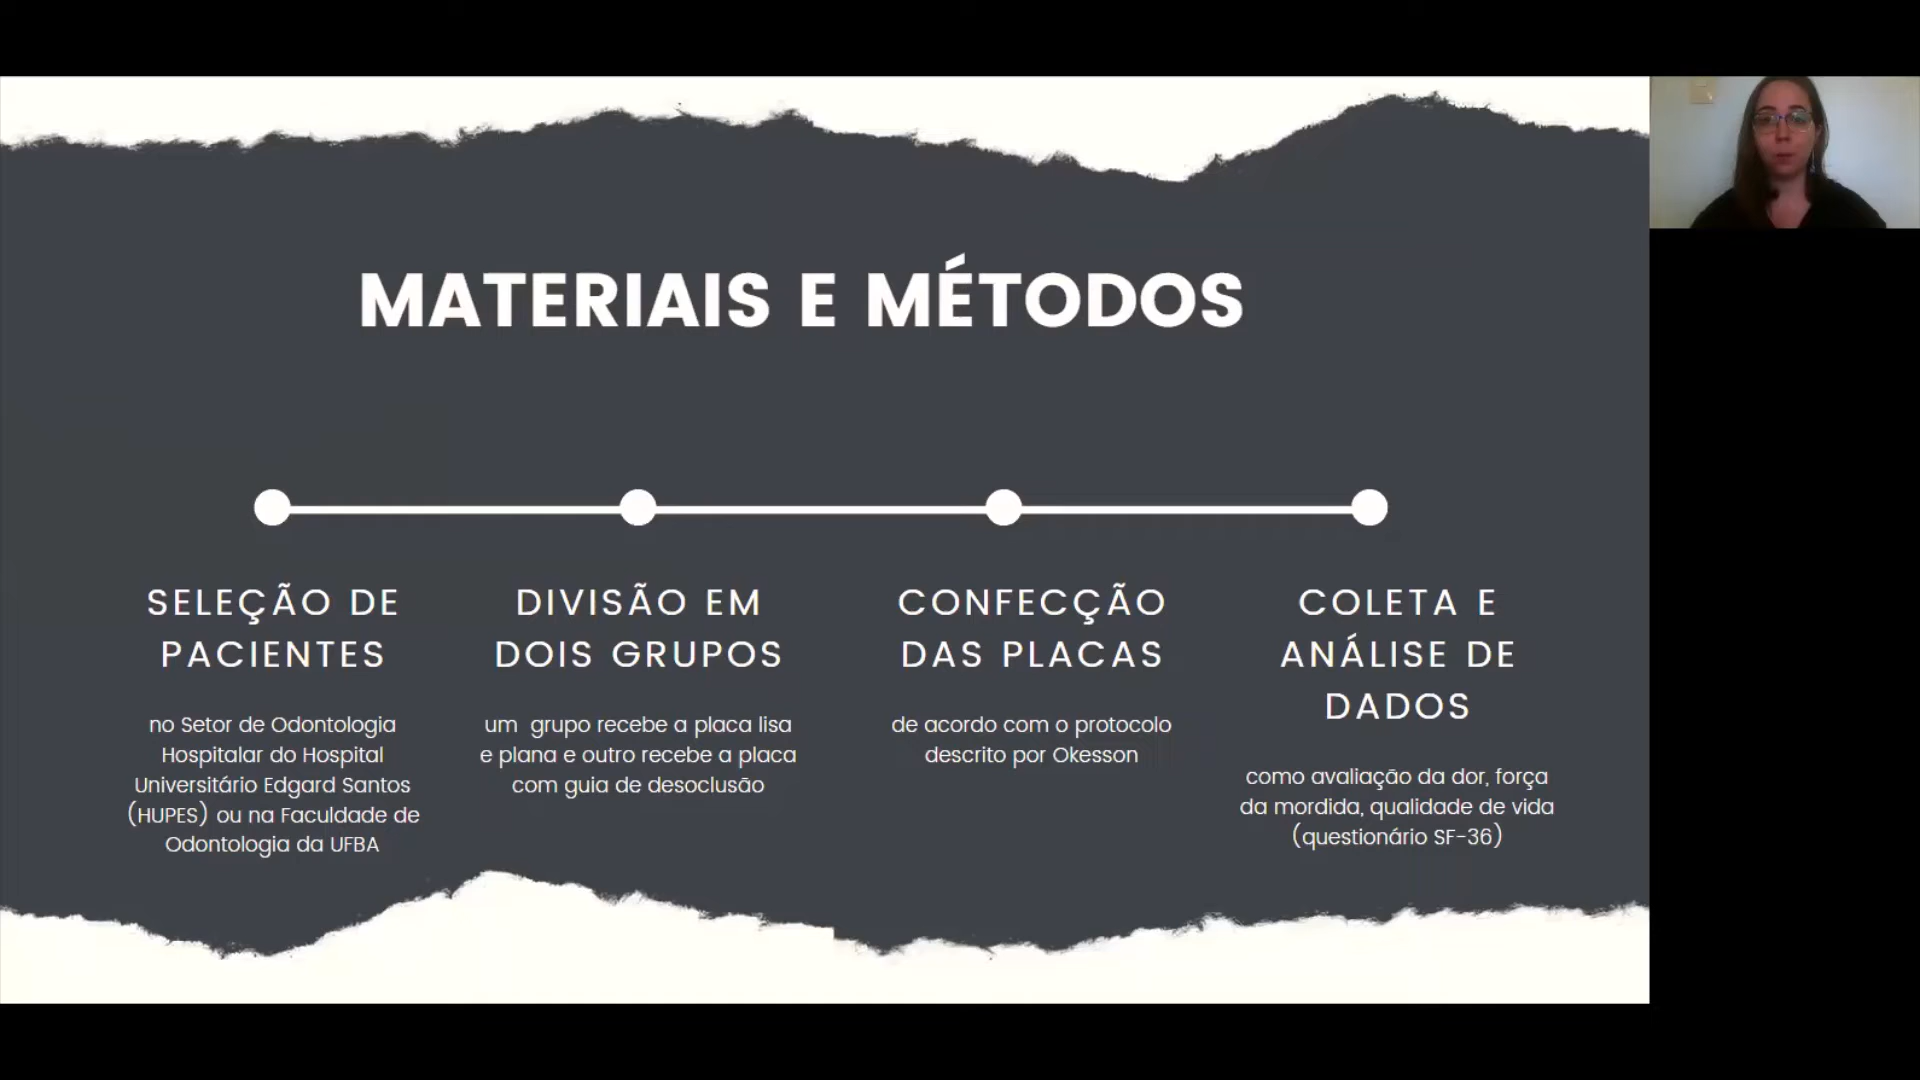 MATERIAIS E MÉTODOS
SELEÇÃO DE
PACIENTES
no Setor de Odontologia
Hospitalar do Hospital
Universitário Edgard Santos
(HUPES) ou na Faculdade de
Odontologia da UFBA
DIVISÃO EM
DOIS GRUPOS
um grupo recebe a placa lisa
e plana e outro recebe a placa
com guia de desoclusão
CONFECÇÃO
DAS PLACAS
de acordo com o protocolo
descrito por Okesson
COLETA E
ANÁLISE DE
DADOS
como avaliação da dor, força
da mordida, qualidade de vida
(questionário SF-36)